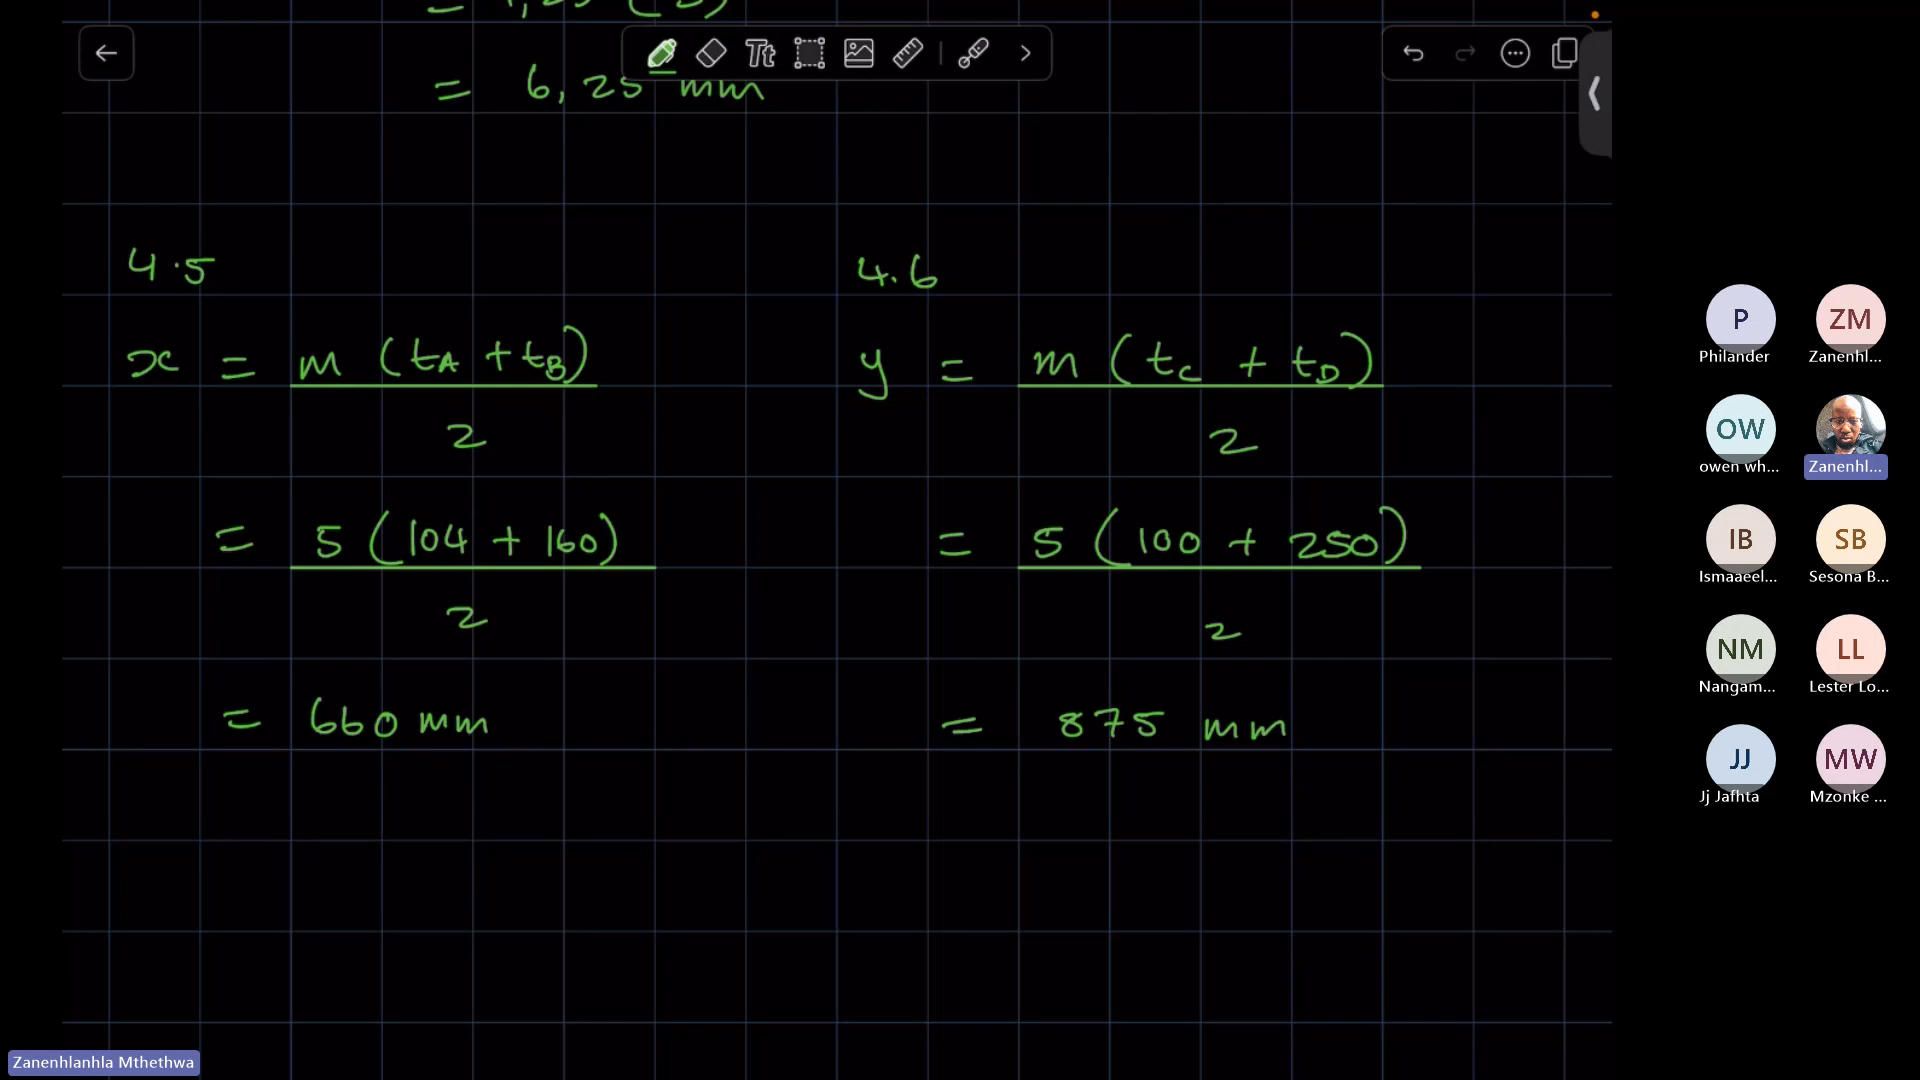 = 6,25 mm
4.5
x = m (tA + tB)
2
= 5 (104 + 160)
2
= 660 mm
4.6
y = m (tC + tD)
2
= 5 (100 + 250)
2
= 875 mm
Tt
P
Philander
ZM
Zanenhl...
OW
owen wh...
Zanenhl...
IB
Ismaaeel...
SB
Sesona B...
NM
Nangam...
LL
Lester Lo...
JJ
Jj Jafhta
MW
Mzonke ...
Zanenhlanhla Mthethwa